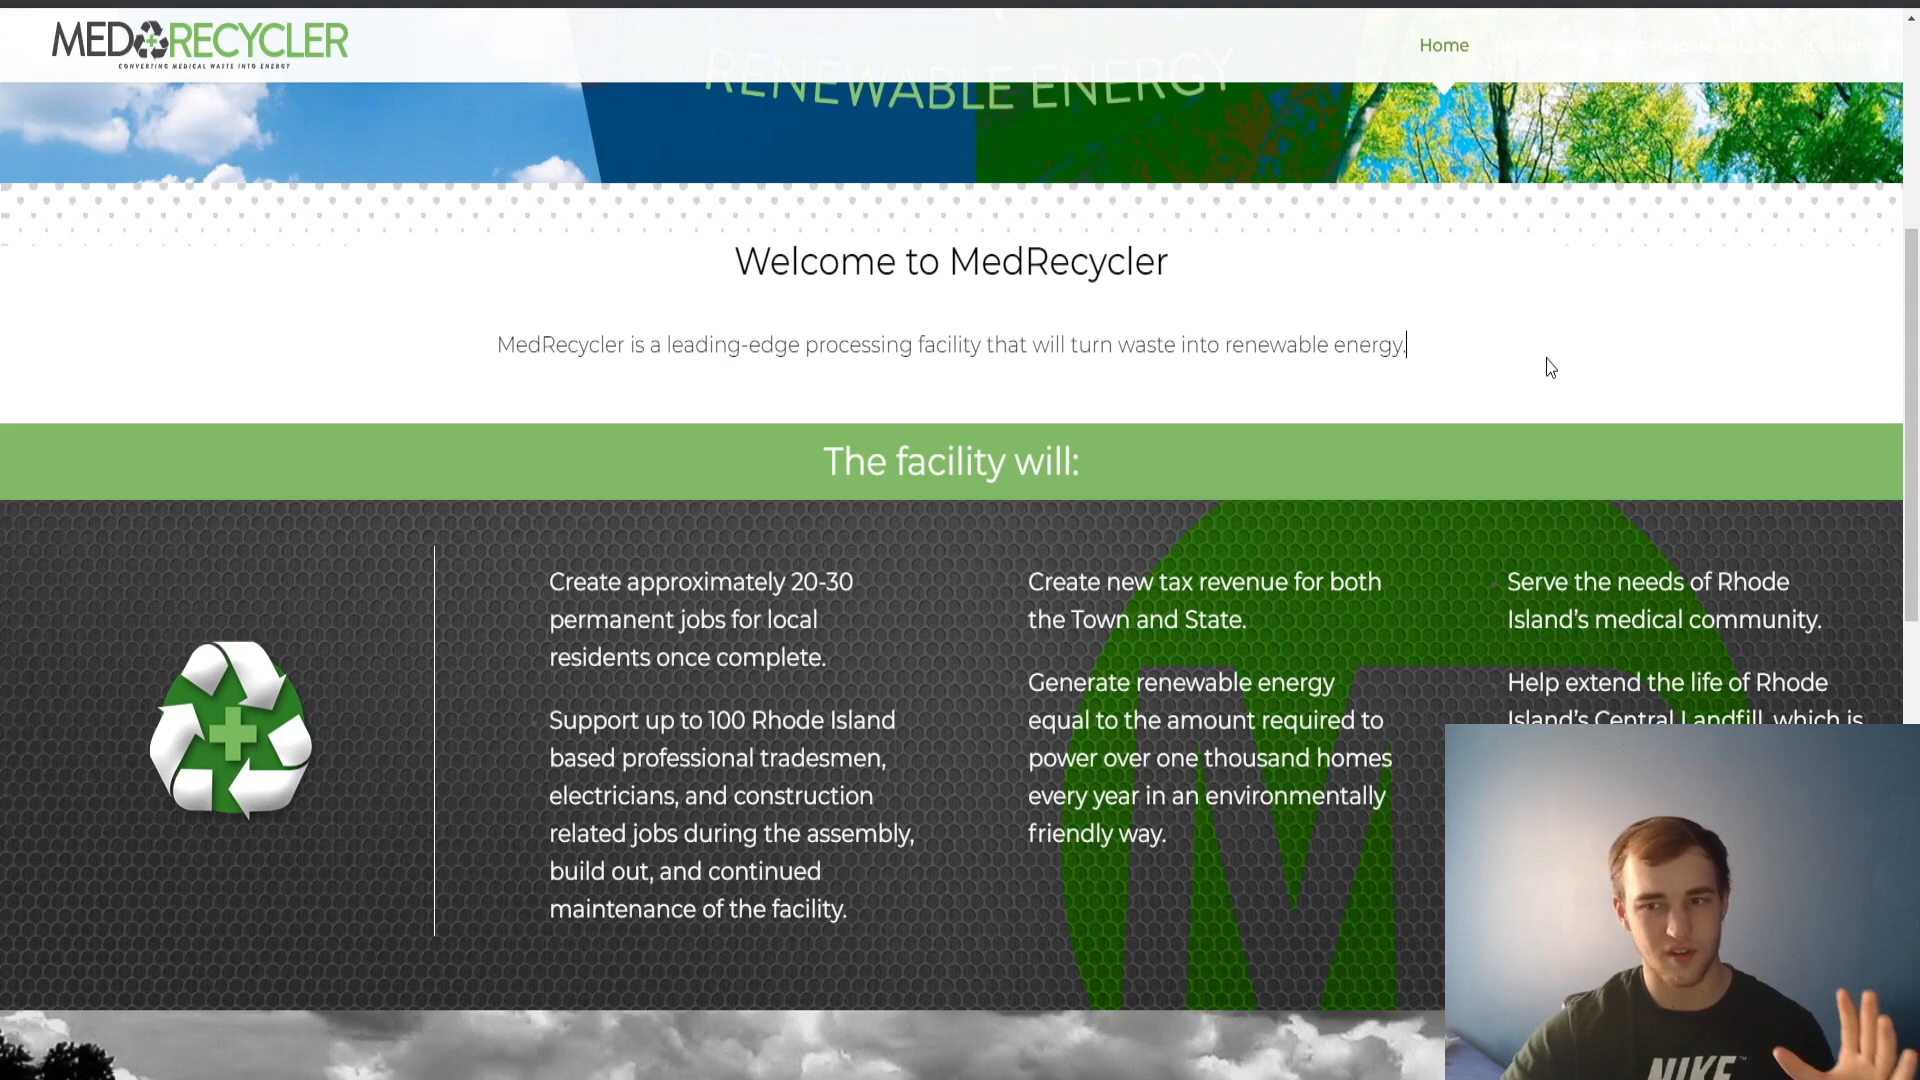 MEDRECYCLER
CONVERTING MEDICAL WASTE INTO ENERGY
Home
RENEWABLE ENERGY
Welcome to MedRecycler
MedRecycler is a leading-edge processing facility that will turn waste into renewable energy.
The facility will:
Create approximately 20-30
permanent jobs for local
residents once complete.
Support up to 100 Rhode Island
based professional tradesmen,
electricians, and construction
related jobs during the assembly,
build out, and continued
maintenance of the facility.
Create new tax revenue for both
the Town and State.
Generate renewable energy
equal to the amount required to
power over one thousand homes
every year in an environmentally
friendly way.
Serve the needs of Rhode
Island's medical community.
Help extend the life of Rhode
Island's Central Landfill, which is
NIKE